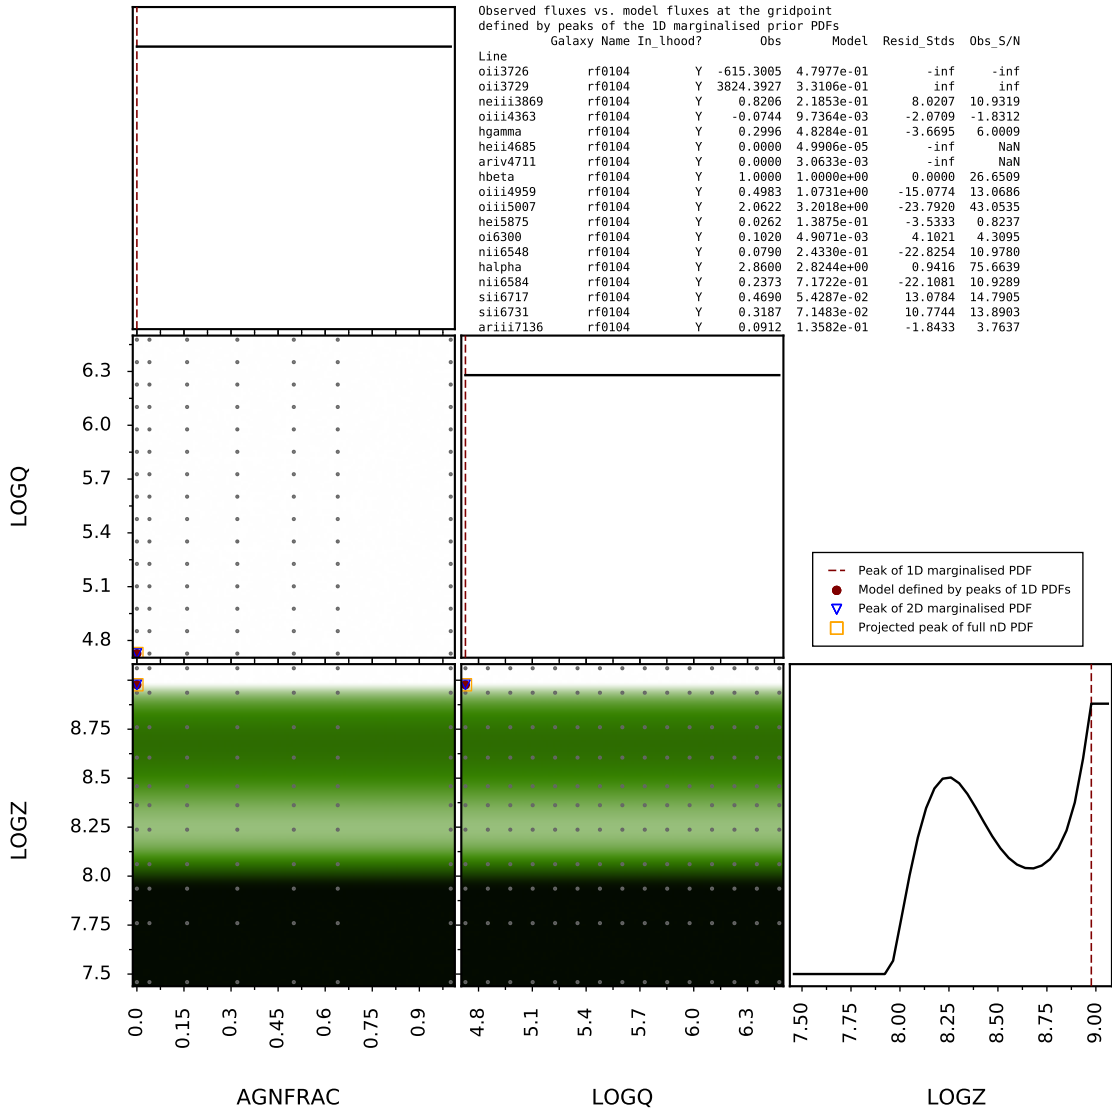 Observed fluxes vs. model fluxes at the gridpoint
defined by peaks of the 1D marginalised prior PDFs
Galaxy Name In_lhood? Obs Model Resid_Stds Obs_S/N
Line
oii3726 rf0104 Y -615.3005 4.7977e-01 -inf -inf
oii3729 rf0104 Y 3824.3927 3.3106e-01 inf inf
neiii3869 rf0104 Y 0.8206 2.1853e-01 8.0207 10.9319
oiii4363 rf0104 Y -0.0744 9.7364e-03 -2.0709 -1.8312
hgamma rf0104 Y 0.2996 4.8284e-01 -3.6695 6.0009
heii4685 rf0104 Y 0.0000 4.9906e-05 -inf NaN
ariv4711 rf0104 Y 0.0000 3.0633e-03 -inf NaN
hbeta rf0104 Y 1.0000 1.0000e+00 0.0000 26.6509
oiii4959 rf0104 Y 0.4983 1.0731e+00 -15.0774 13.0686
oiii5007 rf0104 Y 2.0622 3.2018e+00 -23.7920 43.0535
hei5875 rf0104 Y 0.0262 1.3875e-01 -3.5333 0.8237
oi6300 rf0104 Y 0.1020 4.9071e-03 4.1021 4.3095
nii6548 rf0104 Y 0.0790 2.4330e-01 -22.8254 10.9780
halpha rf0104 Y 2.8600 2.8244e+00 0.9416 75.6639
nii6584 rf0104 Y 0.2373 7.1722e-01 -22.1081 10.9289
sii6717 rf0104 Y 0.4690 5.4287e-02 13.0784 14.7905
sii6731 rf0104 Y 0.3187 7.1483e-02 10.7744 13.8903
ariii7136 rf0104 Y 0.0912 1.3582e-01 -1.8433 3.7637
LOGQ
6.3
6.0
5.7
5.4
5.1
4.8
Peak of 1D marginalised PDF
Model defined by peaks of 1D PDFs
Peak of 2D marginalised PDF
Projected peak of full nD PDF
LOGZ
8.75
8.5
8.25
8.0
7.75
7.5
0.0 0.15 0.3 0.45 0.6 0.75 0.9
4.8 5.1 5.4 5.7 6.0 6.3
7.50 7.75 8.00 8.25 8.50 8.75 9.00
AGNFRAC LOGQ LOGZ